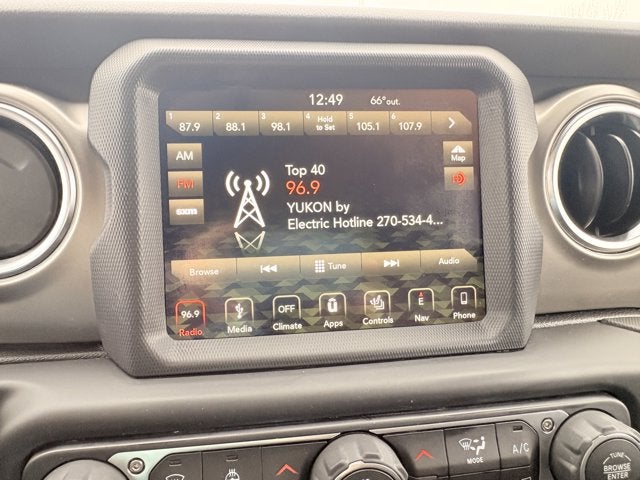 12:49 66° out.
1 87.9 2 88.1 3 98.1 4 Hold to Set 5 105.1 6 107.9
AM
Map
Top 40
FM 96.9
YUKON by
SXM
Electric Hotline 270-534-4...
Browse Tune Audio
96.9 OFF E
Radio Media Climate Apps Controls Nav Phone
MODE A/C
TUNE
BROWSE
ENTER